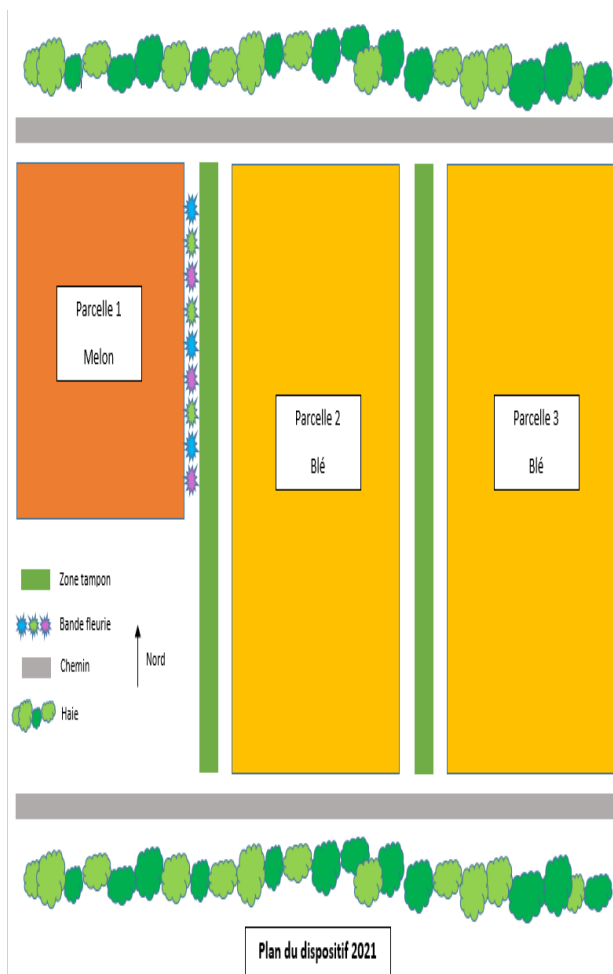 Parcelle 1
Melon
Parcelle 2
Blé
Parcelle 3
Blé
Zone tampon
Bande fleurie
Chemin
Nord
Haie
Plan du dispositif 2021